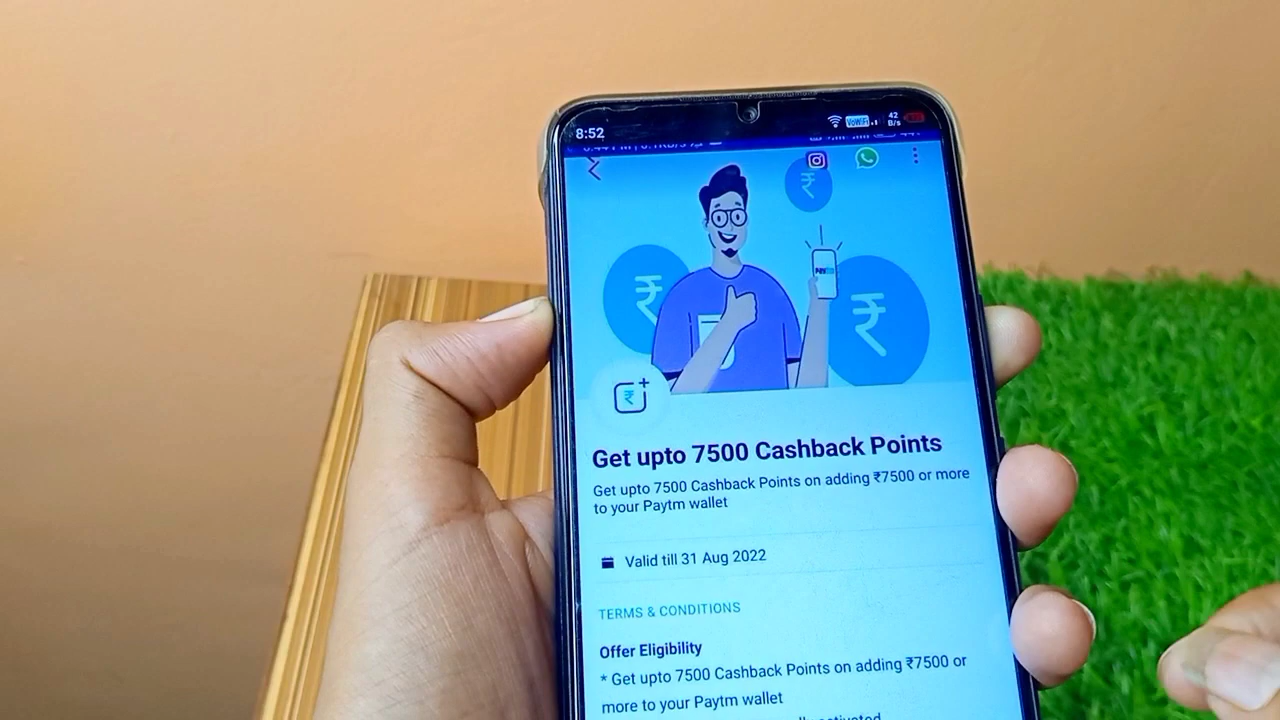 8:52
VoWiFi
42
B/s
₹
₹
₹
₹
Get upto 7500 Cashback Points
Get upto 7500 Cashback Points on adding ₹7500 or more
to your Paytm wallet
Valid till 31 Aug 2022
TERMS & CONDITIONS
Offer Eligibility
* Get upto 7500 Cashback Points on adding ₹7500 or
more to your Paytm wallet